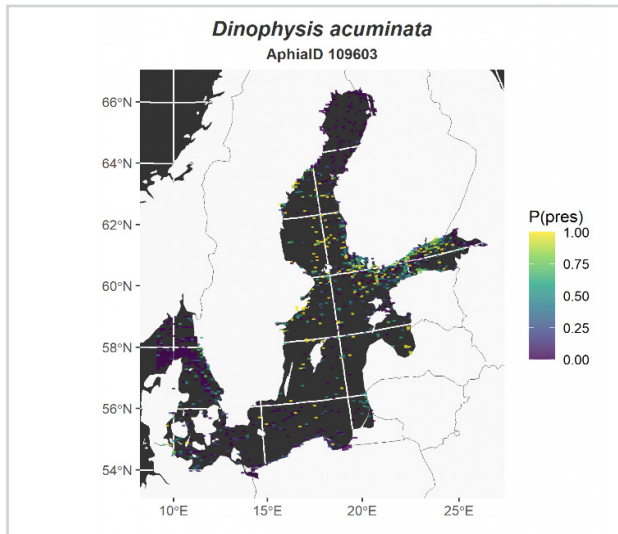 Dinophysis acuminata
AphiaID 109603
66°N
64°N
62°N
60°N
58°N
56°N
54°N
10°E
15°E
20°E
25°E
P(pres)
1.00
0.75
0.50
0.25
0.00